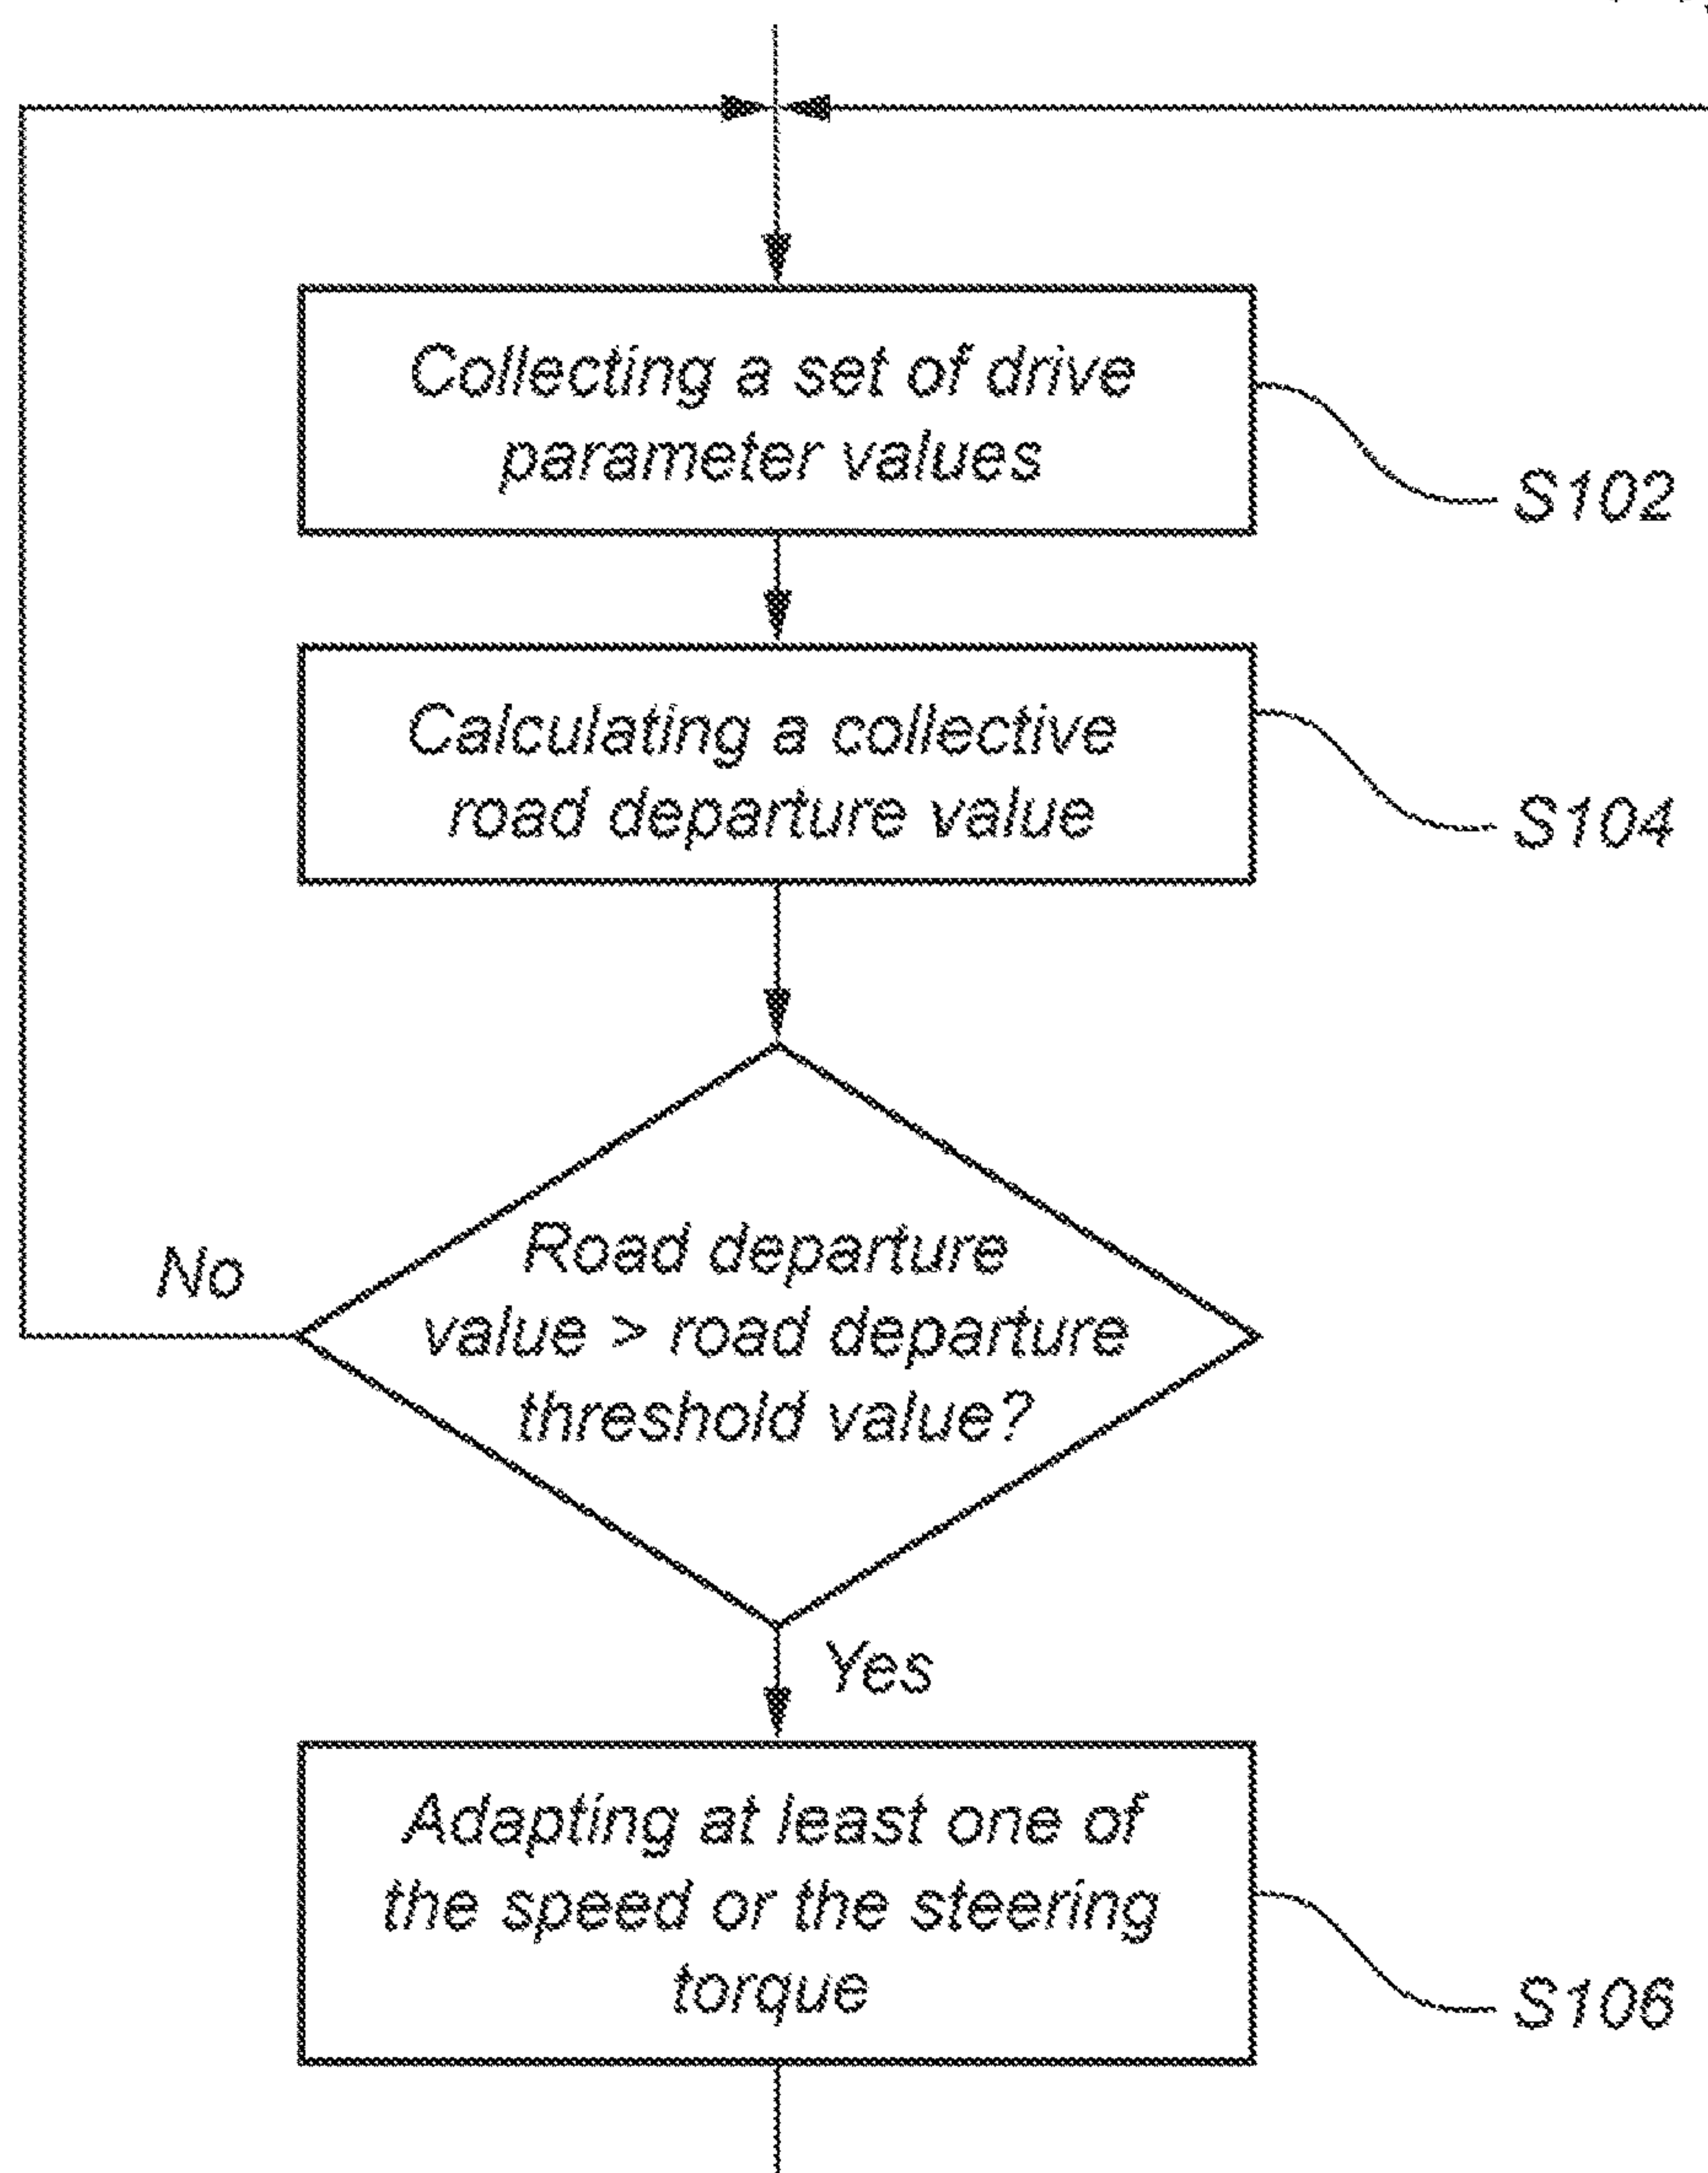 Collecting a set of drive
parameter values
S102
Calculating a collective
road departure value
S104
Road departure
value > road departure
threshold value?
No
Yes
Adapting at least one of
the speed or the steering
torque
S106